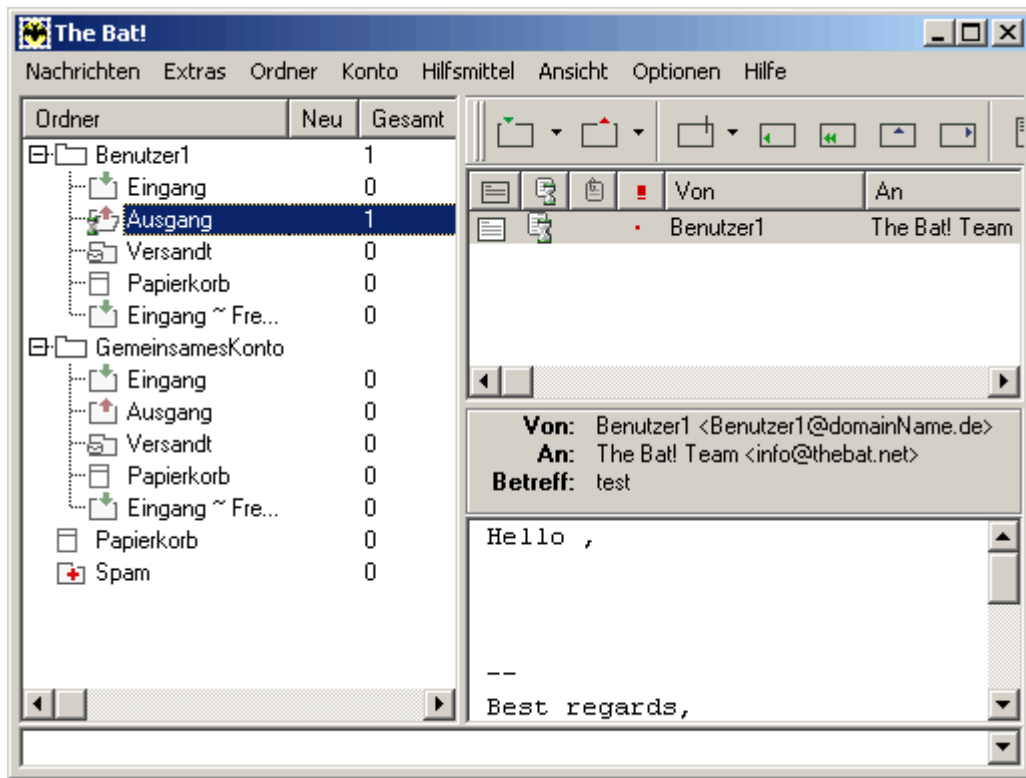 The Bat!
Nachrichten Extras Ordner Konto Hilfsmittel Ansicht Optionen Hilfe
Ordner Neu Gesamt
Benutzer1 1
Eingang 0
Ausgang 1
Versandt 0
Papierkorb 0
Eingang ~ Fre... 0
GemeinsamesKonto
Eingang 0
Ausgang 0
Versandt 0
Papierkorb 0
Eingang ~ Fre... 0
Papierkorb 0
Spam 0
Von An
Benutzer1 The Bat! Team
Von: Benutzer1 <Benutzer1@domainName.de>
An: The Bat! Team <info@thebat.net>
Betreff: test
Hello ,
--
Best regards,